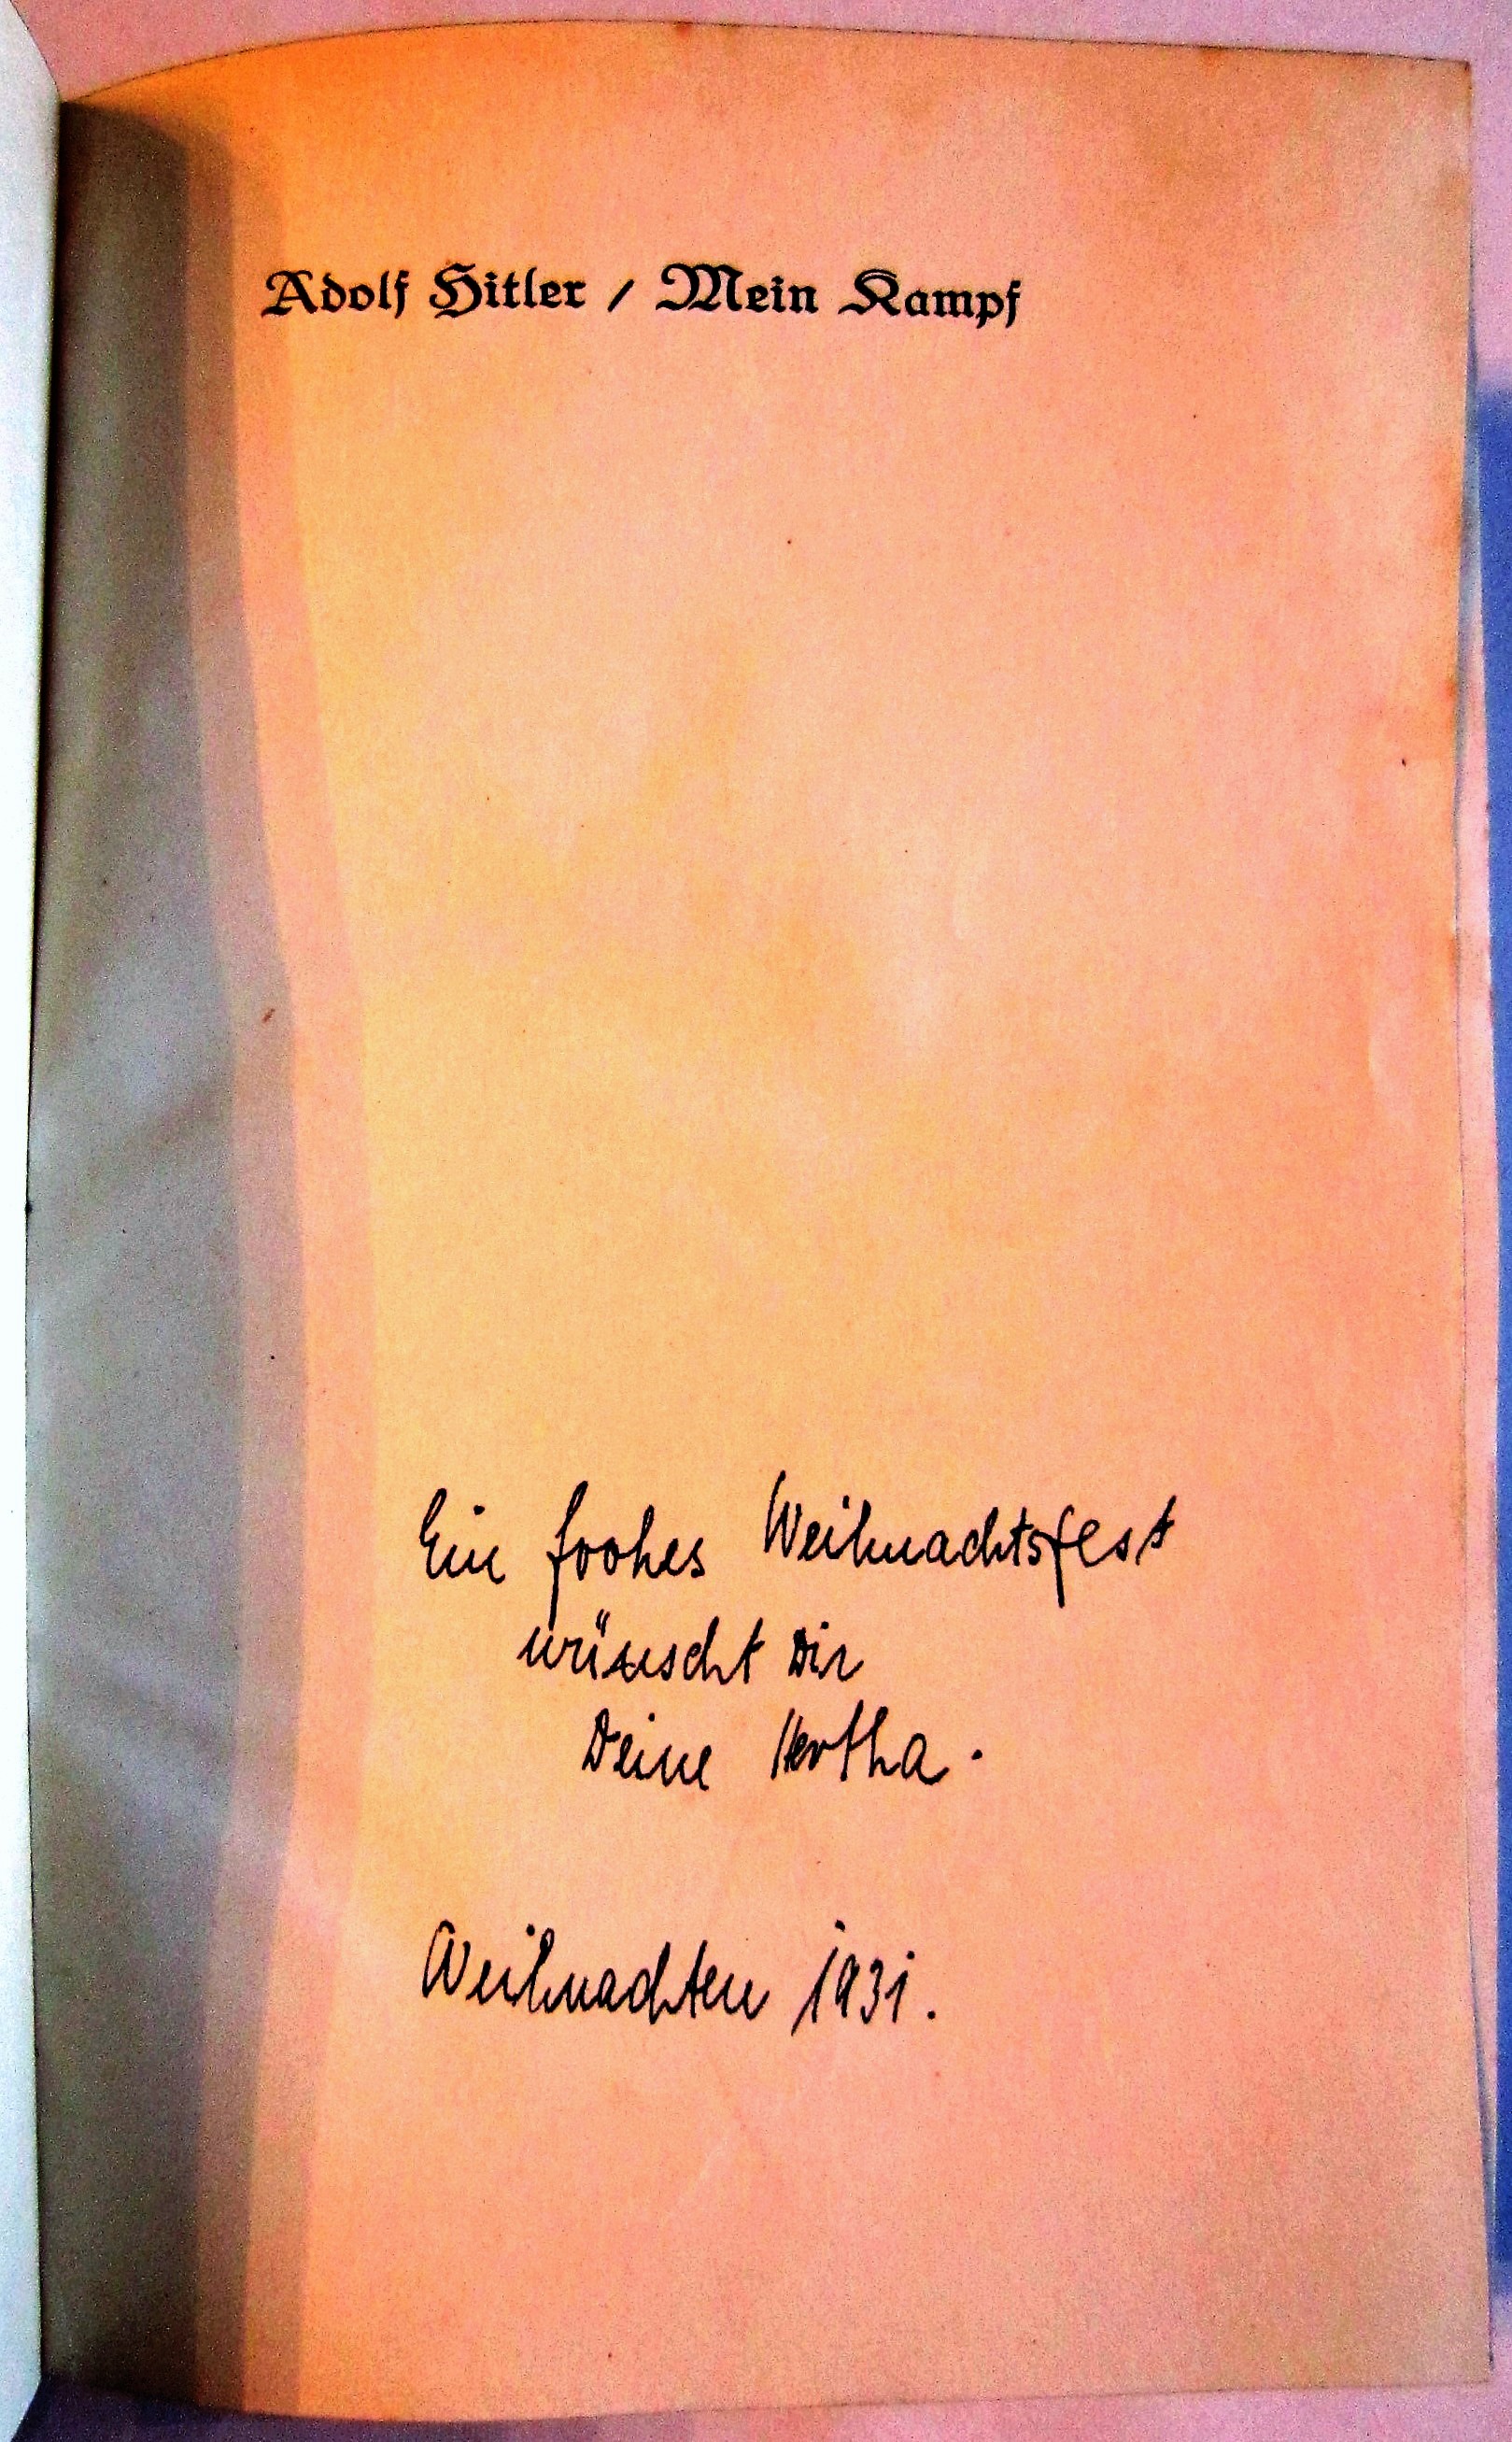 Adolf Hitler / Mein Kampf
Ein frohes Weihnachtsfest
wünscht Dir
Deine Hertha.
Weihnachten 1931.